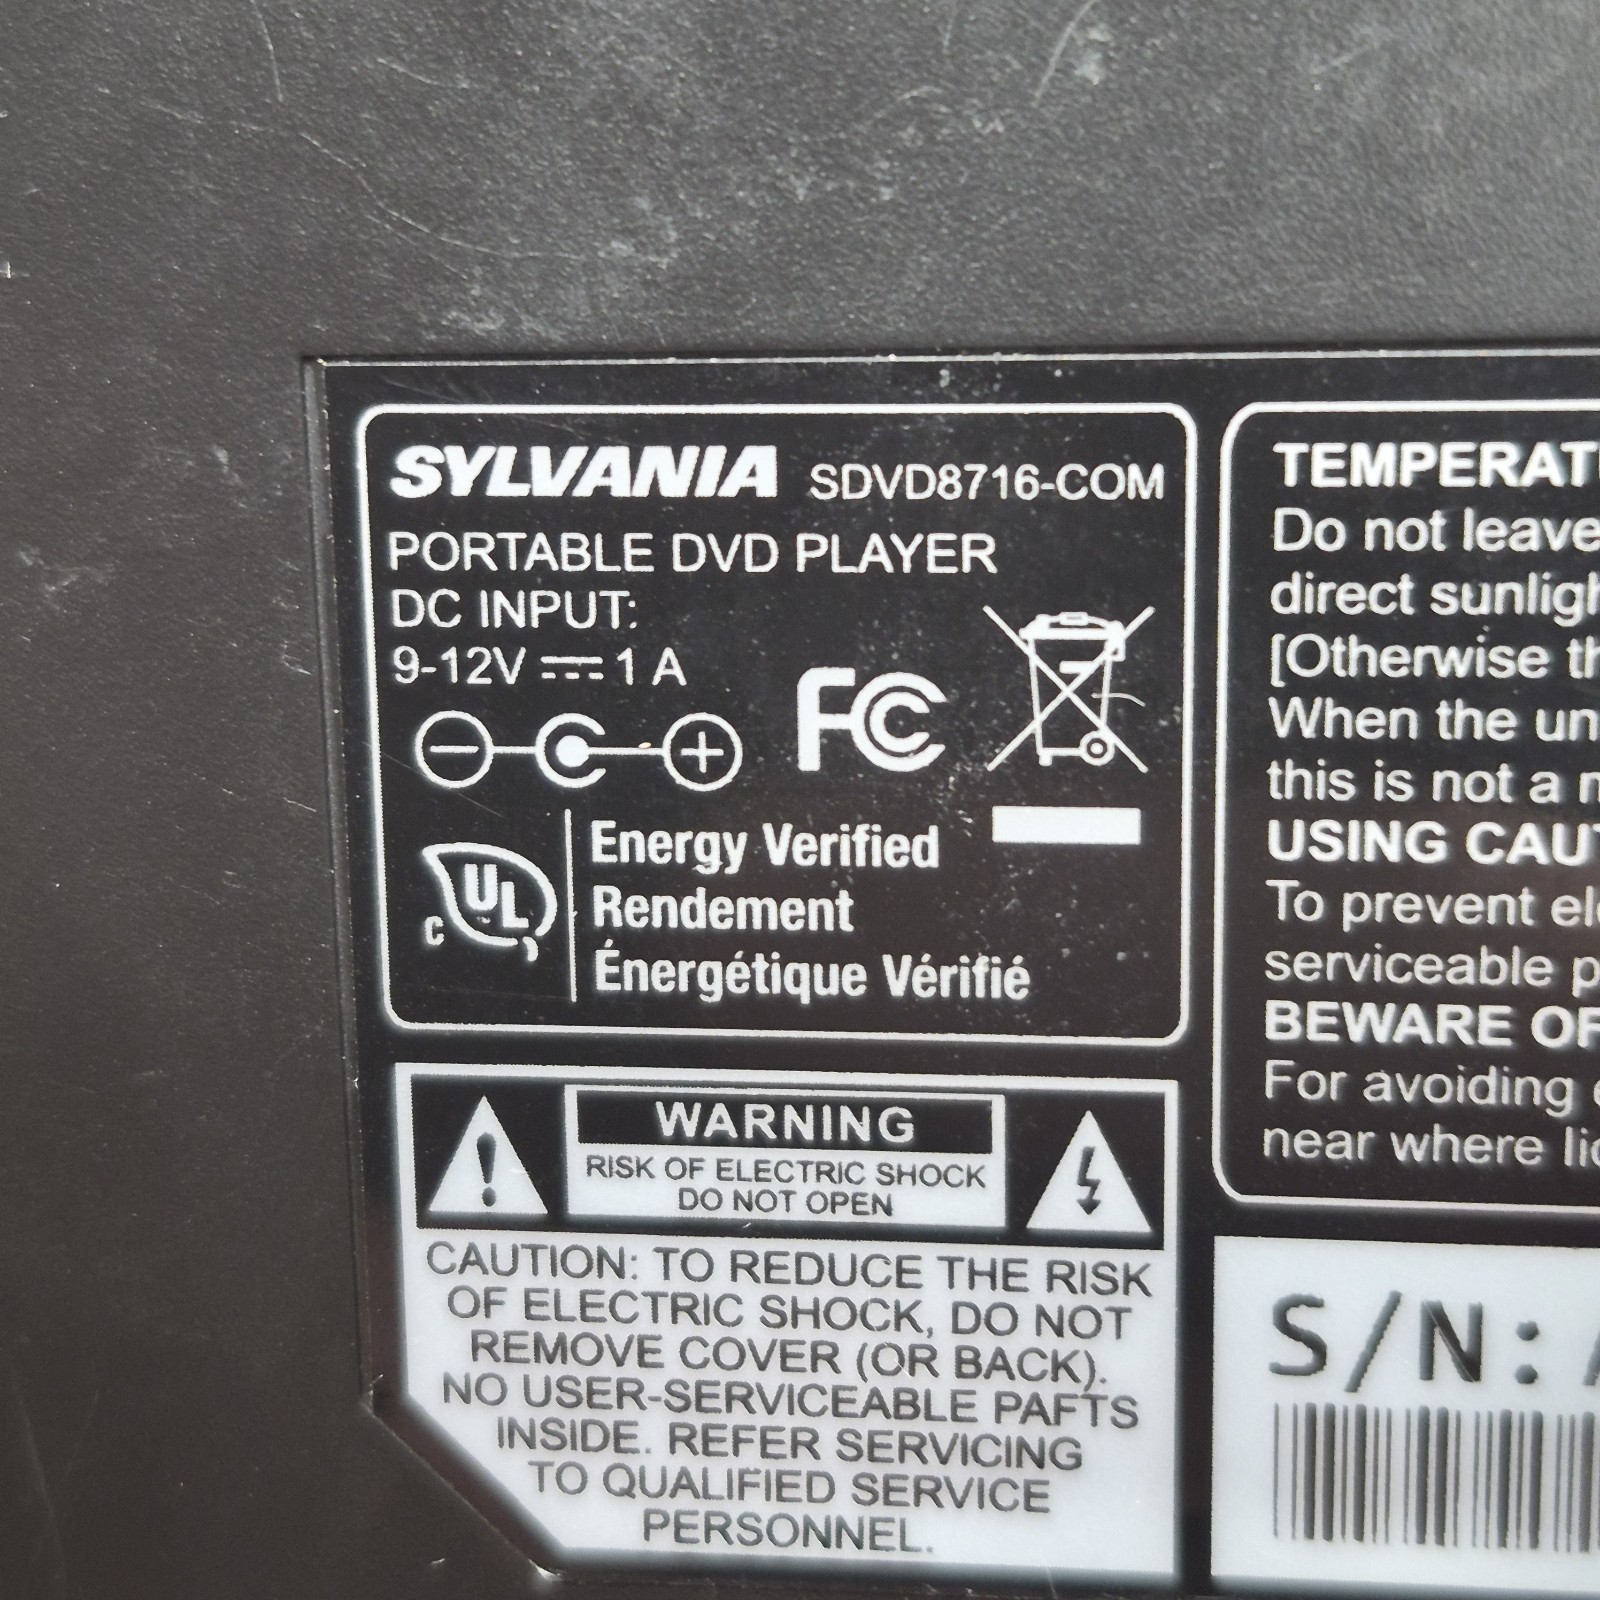 SYLVANIA SDVD8716-COM
PORTABLE DVD PLAYER
DC INPUT:
9-12V ⎓ 1 A
FC
c UL
Energy Verified
Rendement
Énergétique Vérifié
WARNING
RISK OF ELECTRIC SHOCK
DO NOT OPEN
CAUTION: TO REDUCE THE RISK
OF ELECTRIC SHOCK, DO NOT
REMOVE COVER (OR BACK).
NO USER-SERVICEABLE PAFTS
INSIDE. REFER SERVICING
TO QUALIFIED SERVICE
PERSONNEL.
TEMPERAT
Do not leave
direct sunligh
[Otherwise th
When the un
this is not a
USING CAUT
To prevent ele
serviceable p
BEWARE OF
For avoiding
near where
S/N: